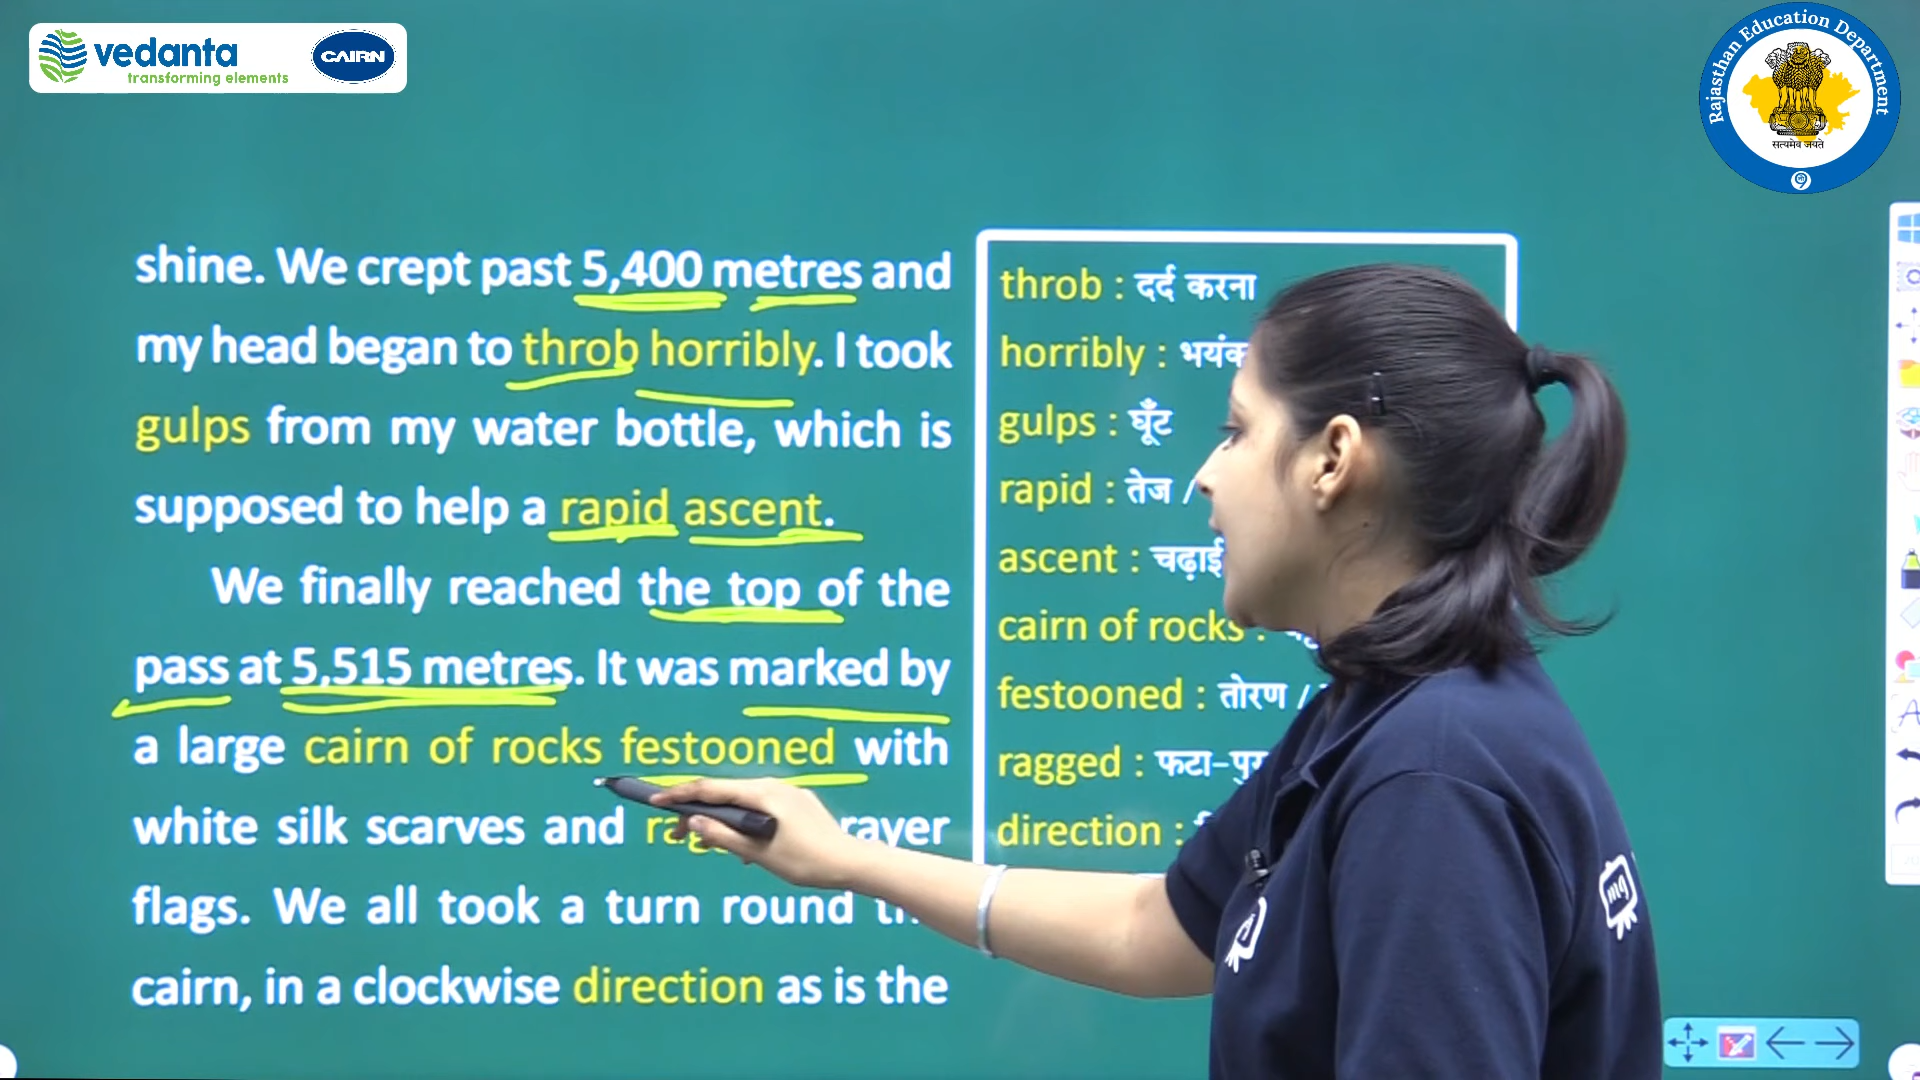 vedanta
transforming elements
CAIRN
Rajasthan Education Department
सत्यमेव जयते
shine. We crept past 5,400 metres and
my head began to throb horribly. I took
gulps from my water bottle, which is
supposed to help a rapid ascent.
We finally reached the top of the
pass at 5,515 metres. It was marked by
a large cairn of rocks festooned with
white silk scarves and
flags. We all took a turn round
cairn, in a clockwise direction as is the
throb : दर्द करना
horribly :
gulps : घूँट
rapid : तेज /
ascent : चढ़ाई
cairn of rocks :
festooned : तोरण /
ragged :
direction :